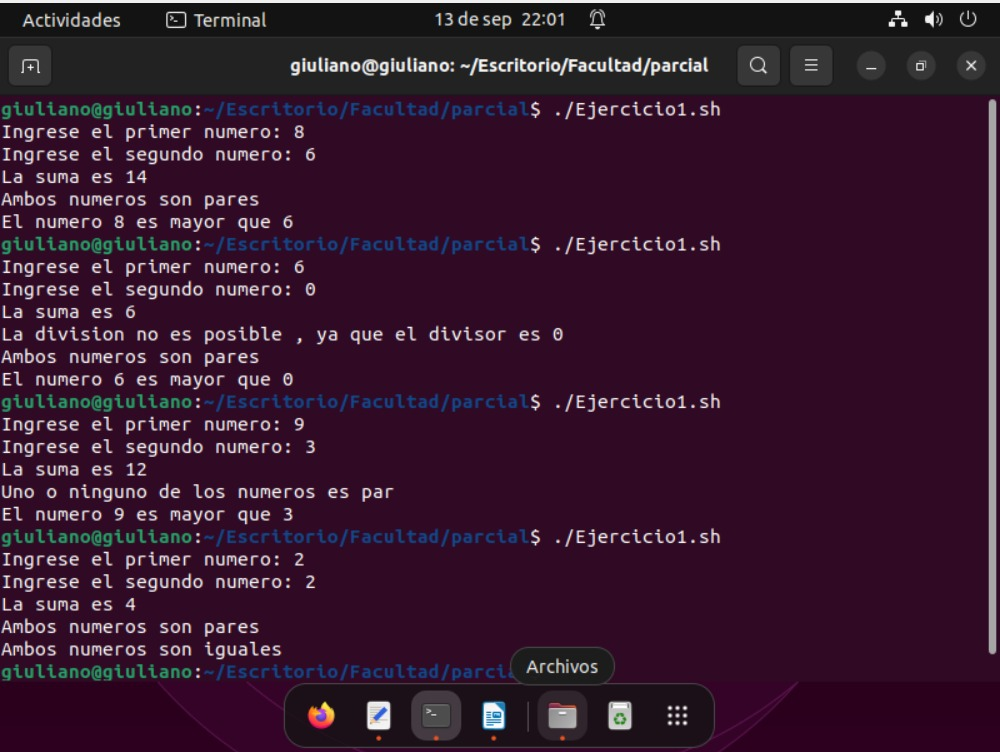 Actividades Terminal 13 de sep 22:01
giuliano@giuliano: ~/Escritorio/Facultad/parcial
giuliano@giuliano:~/Escritorio/Facultad/parcial$ ./Ejercicio1.sh
Ingrese el primer numero: 8
Ingrese el segundo numero: 6
La suma es 14
Ambos numeros son pares
El numero 8 es mayor que 6
giuliano@giuliano:~/Escritorio/Facultad/parcial$ ./Ejercicio1.sh
Ingrese el primer numero: 6
Ingrese el segundo numero: 0
La suma es 6
La division no es posible , ya que el divisor es 0
Ambos numeros son pares
El numero 6 es mayor que 0
giuliano@giuliano:~/Escritorio/Facultad/parcial$ ./Ejercicio1.sh
Ingrese el primer numero: 9
Ingrese el segundo numero: 3
La suma es 12
Uno o ninguno de los numeros es par
El numero 9 es mayor que 3
giuliano@giuliano:~/Escritorio/Facultad/parcial$ ./Ejercicio1.sh
Ingrese el primer numero: 2
Ingrese el segundo numero: 2
La suma es 4
Ambos numeros son pares
Ambos numeros son iguales
giuliano@giuliano:~/Escritorio/Facultad/parci
Archivos